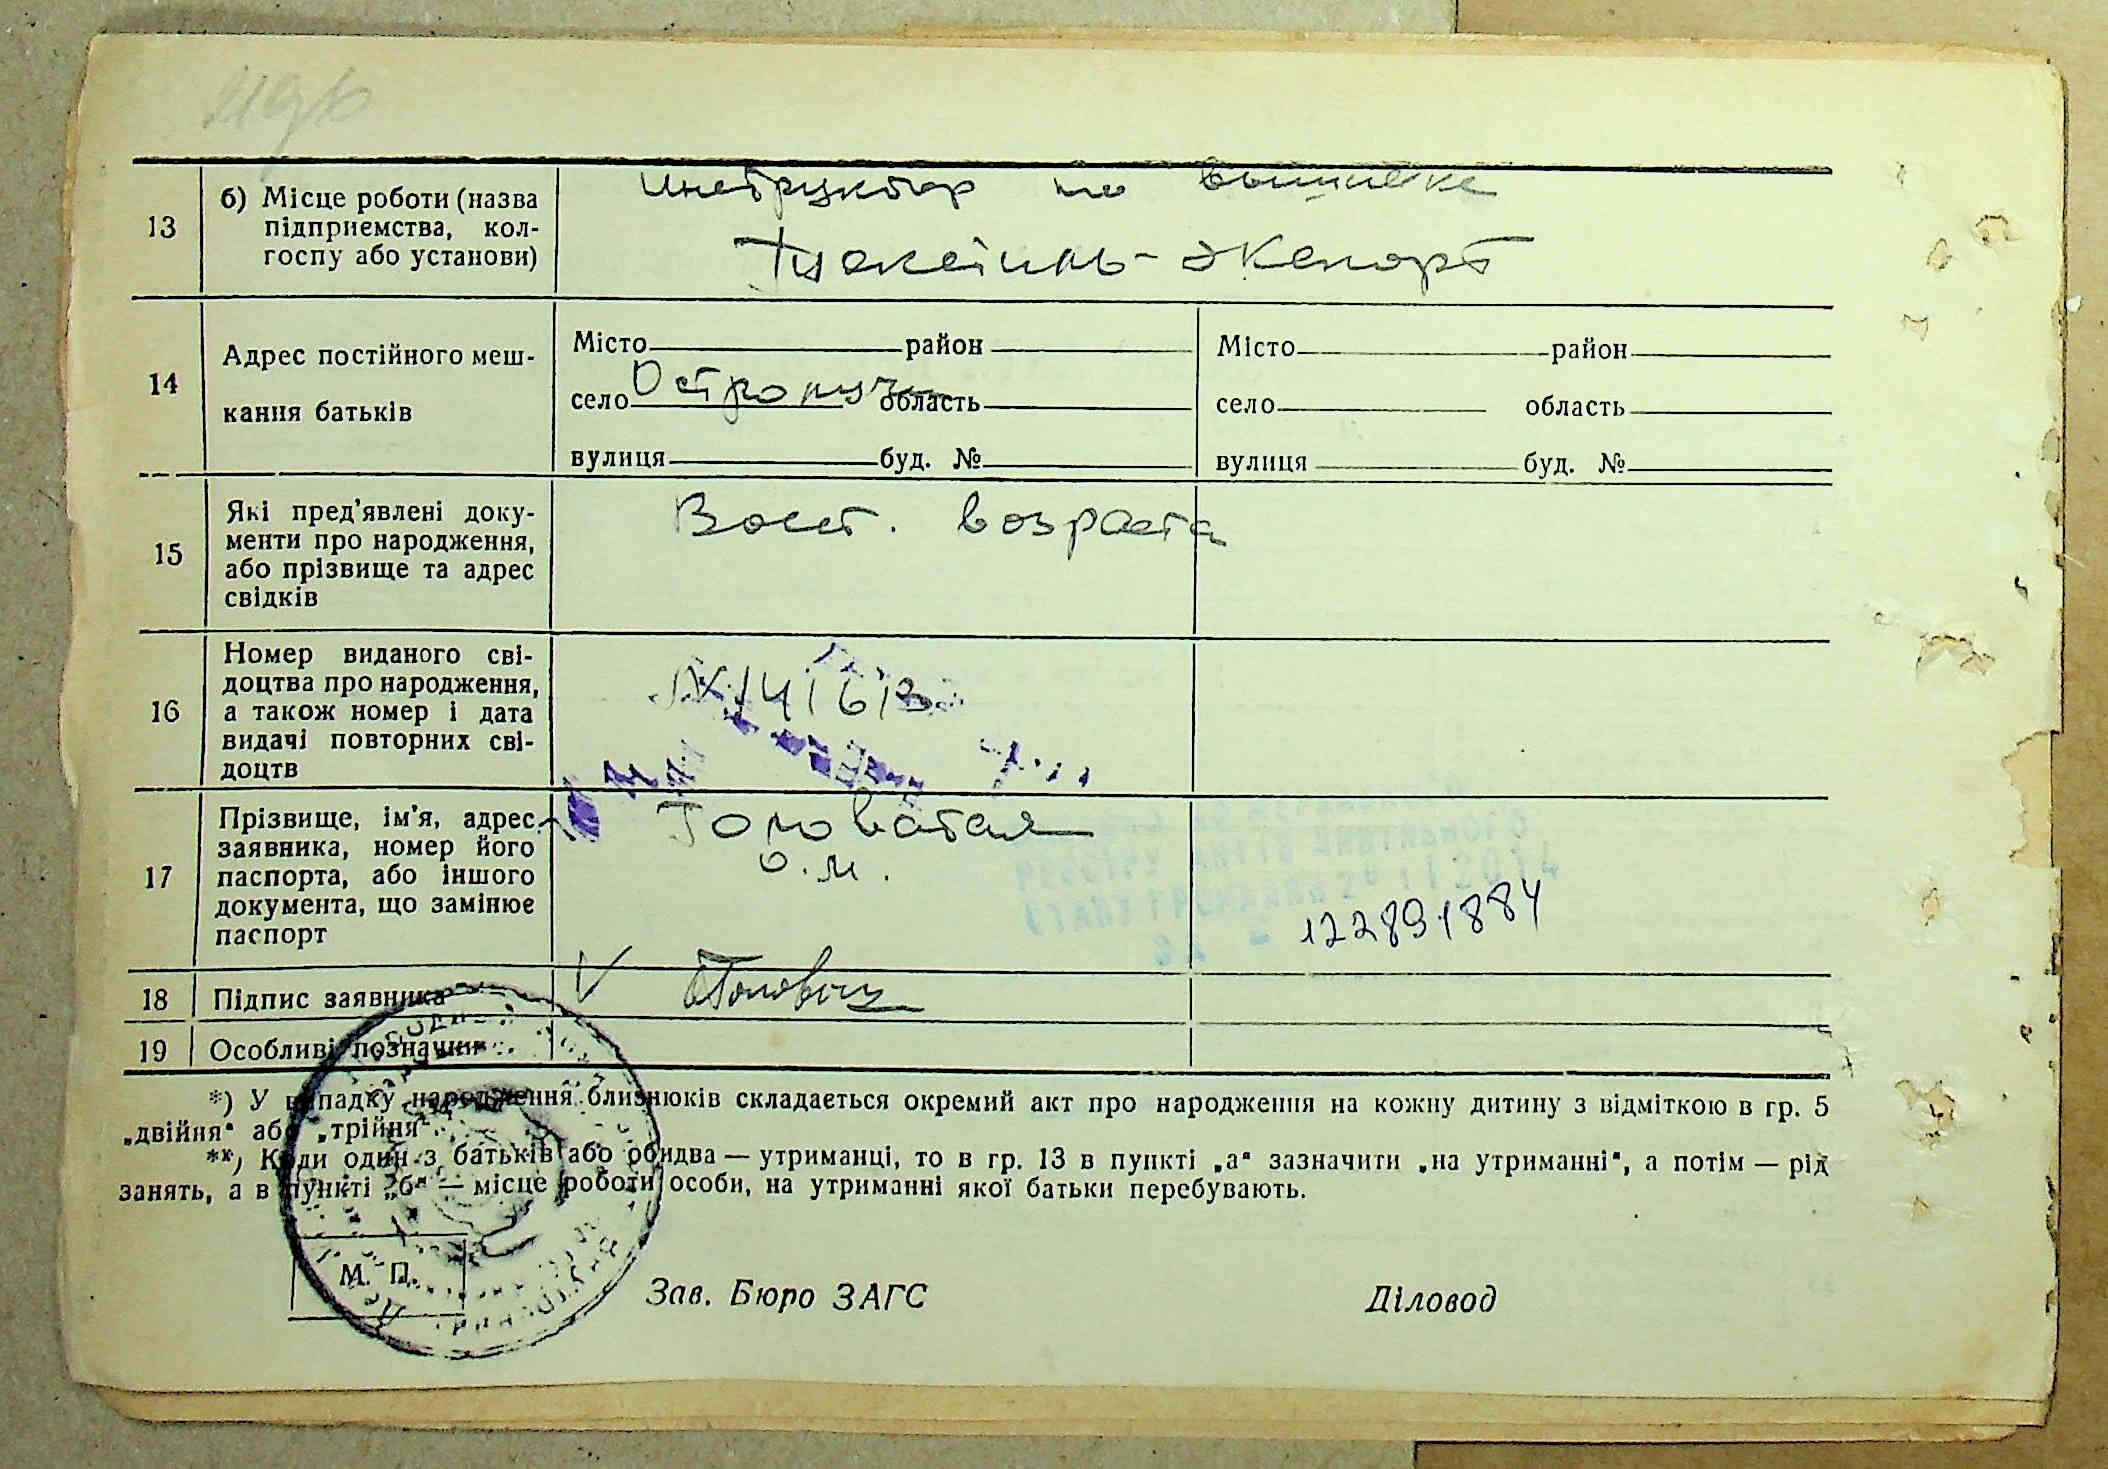 13
б) Місце роботи (назва
підприємства, кол-
госпу або установи)
инструктор по вышивке
Тексиль-экспорт
14
Адрес постійного меш-
кання батьків
Місто район
село область
вулиця буд. №
Місто район
село область
вулиця буд. №
15
Які пред'явлені доку-
менти про народження,
або прізвище та адрес
свідків
Восст. возраста
16
Номер виданого сві-
доцтва про народження,
а також номер і дата
видачі повторних сві-
доцтв
17
Прізвище, ім'я, адрес
заявника, номер його
паспорта, або іншого
документа, що замінює
паспорт
Головатая
О. М.
122891884
18
Підпис заявника
V
19
Особливі позначки
*) У випадку народження близнюків складається окремий акт про народження на кожну дитину з відміткою в гр. 5
„двійня“ або „трійня“.
**) Коли один з батьків або обидва — утриманці, то в гр. 13 в пункті „а“ зазначити „на утриманні“, а потім — рід
занять, а в пункті „б“ — місце роботи особи, на утриманні якої батьки перебувають.
М. П.
Зав. Бюро ЗАГС
Діловод